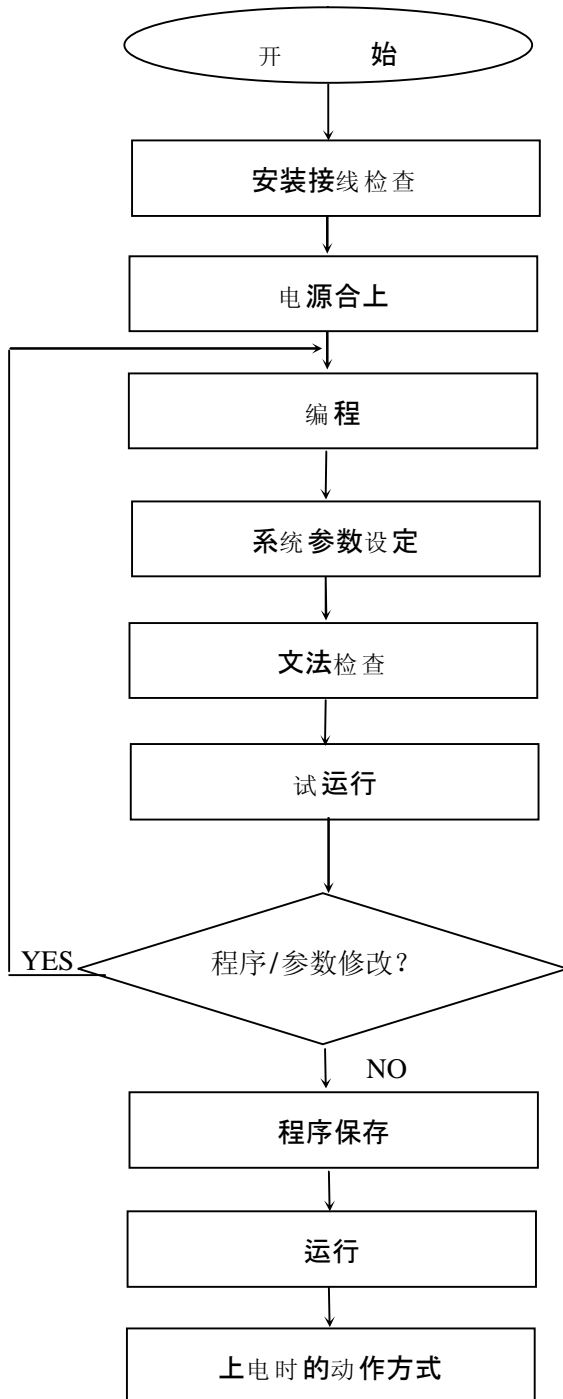 开 始
安装接线检查
电源合上
编程
系统参数设定
文法检查
试运行
YES
程序/参数修改？
NO
程序保存
运行
上电时的动作方式